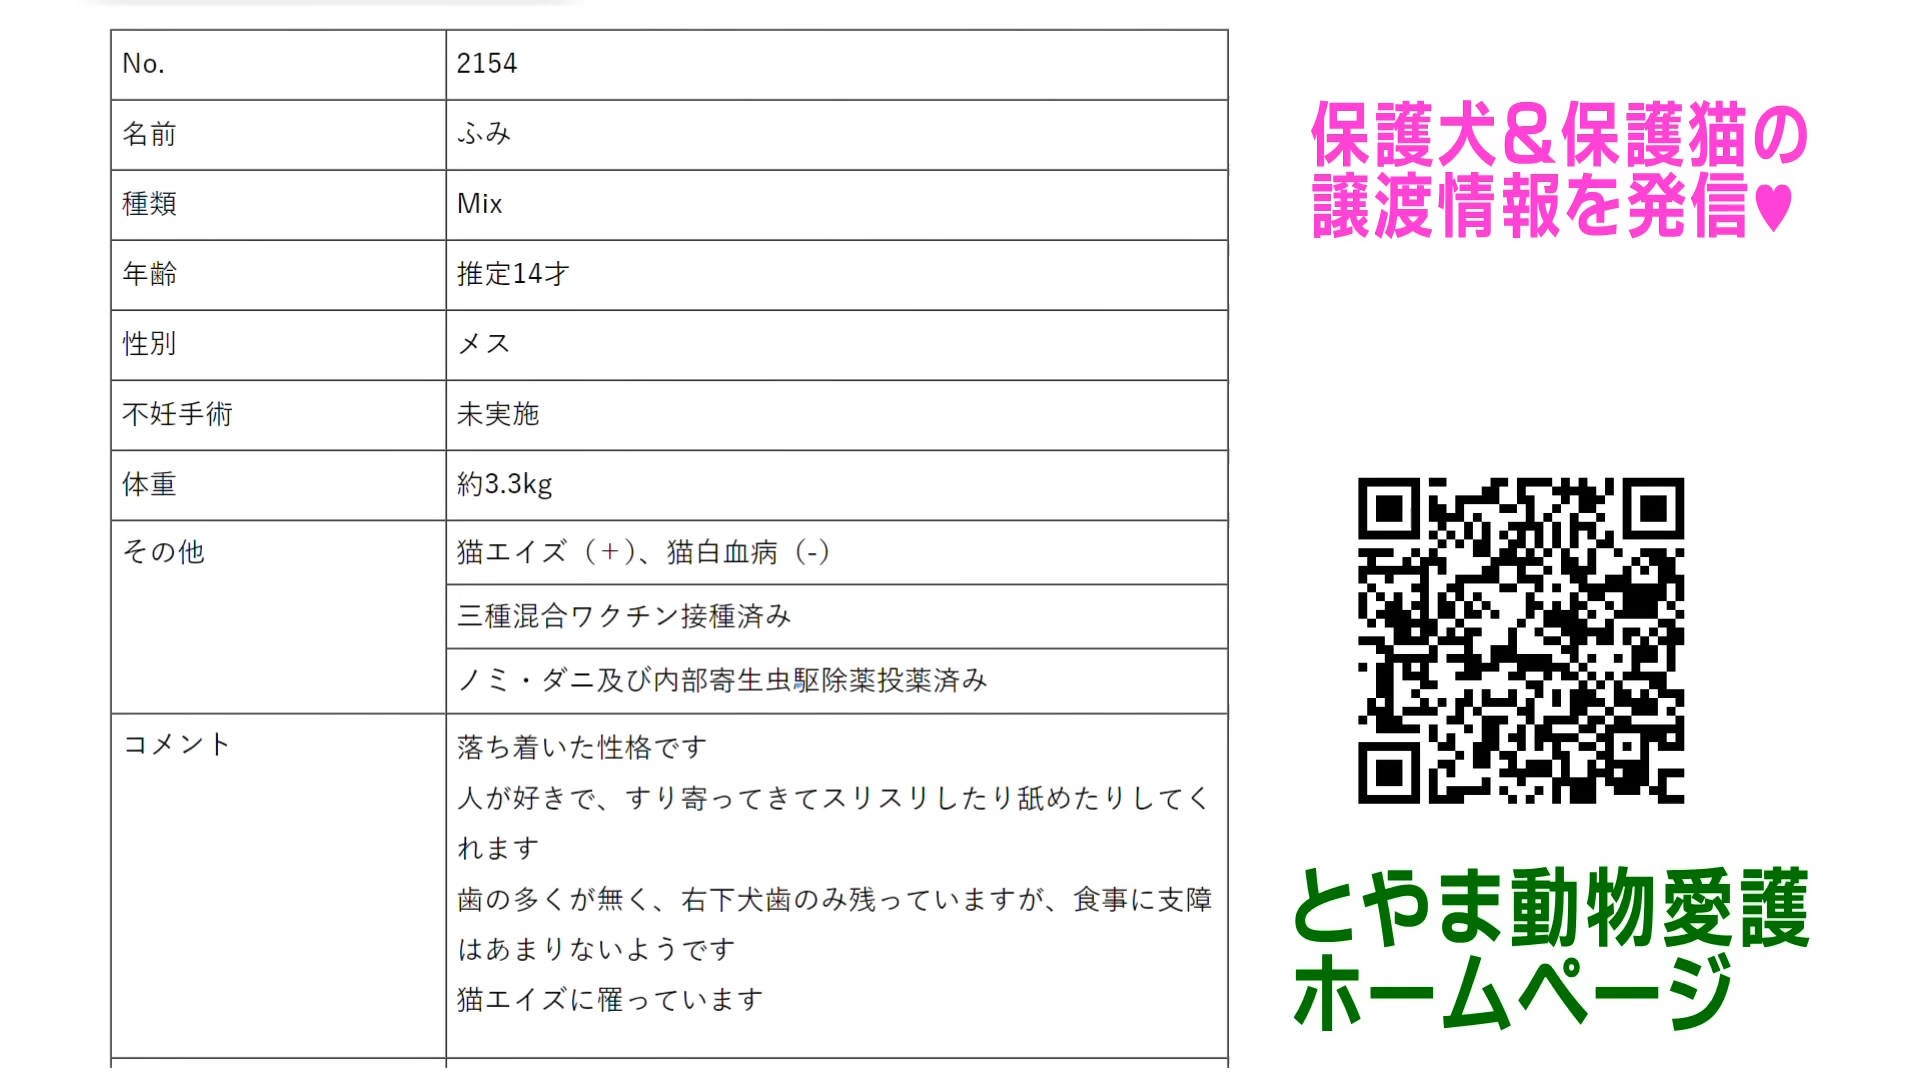 No. 2154
名前 ふみ
種類 Mix
年齢 推定14才
性別 メス
不妊手術 未実施
体重 約3.3kg
その他 猫エイズ（＋）、猫白血病（-）
三種混合ワクチン接種済み
ノミ・ダニ及び内部寄生虫駆除薬投薬済み
コメント 落ち着いた性格です
人が好きで、すり寄ってきてスリスリしたり舐めたりしてく
れます
歯の多くが無く、右下犬歯のみ残っていますが、食事に支障
はあまりないようです
猫エイズに罹っています
保護犬＆保護猫の
譲渡情報を発信♥
とやま動物愛護
ホームページ